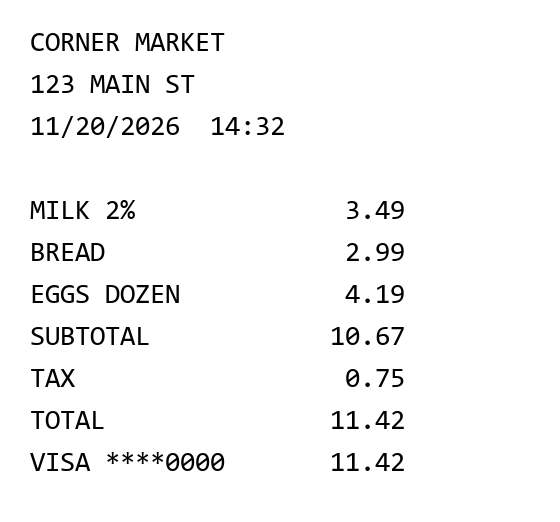 CORNER MARKET
123 MAIN ST
11/20/2026  14:32
MILK 2%              3.49
BREAD                2.99
EGGS DOZEN           4.19
SUBTOTAL            10.67
TAX                  0.75
TOTAL               11.42
VISA ****0000       11.42